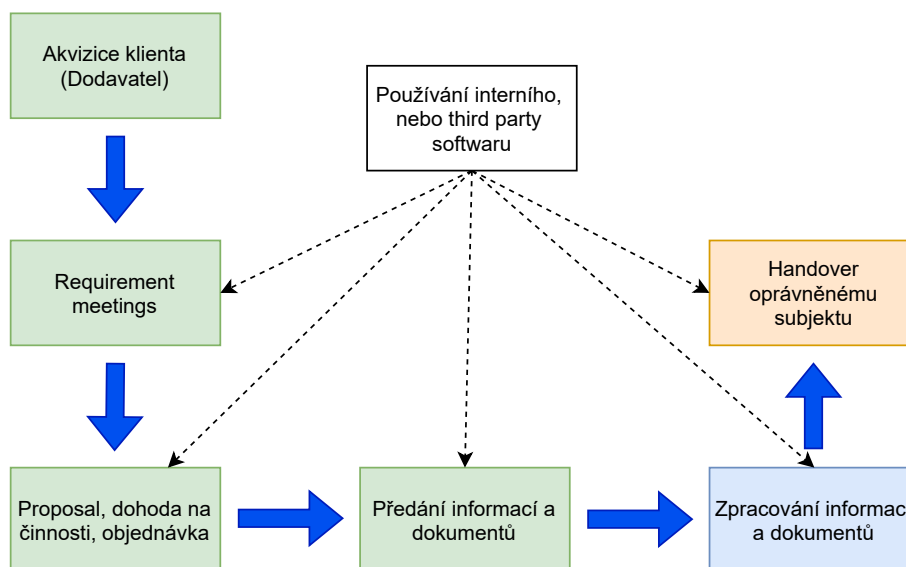 Akvizice klienta
(Dodavatel)
Používání interního,
nebo third party
softwaru
Requirement
meetings
Handover
oprávněnému
subjektu
Proposal, dohoda na
činnosti, objednávka
Předání informací a
dokumentů
Zpracování informac
a dokumentů